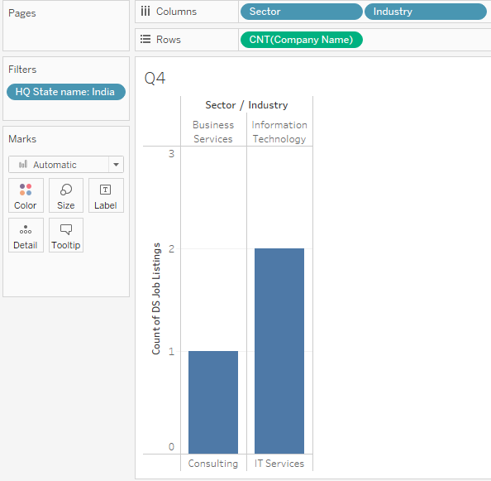 Pages
Columns
Sector
Industry
Rows
CNT(Company Name)
Filters
HQ State name: India
Marks
Automatic
Color
Size
Label
Detail
Tooltip
Q4
Sector / Industry
Business
Services
Information
Technology
Count of DS Job Listings
3
2
1
0
Consulting
IT Services